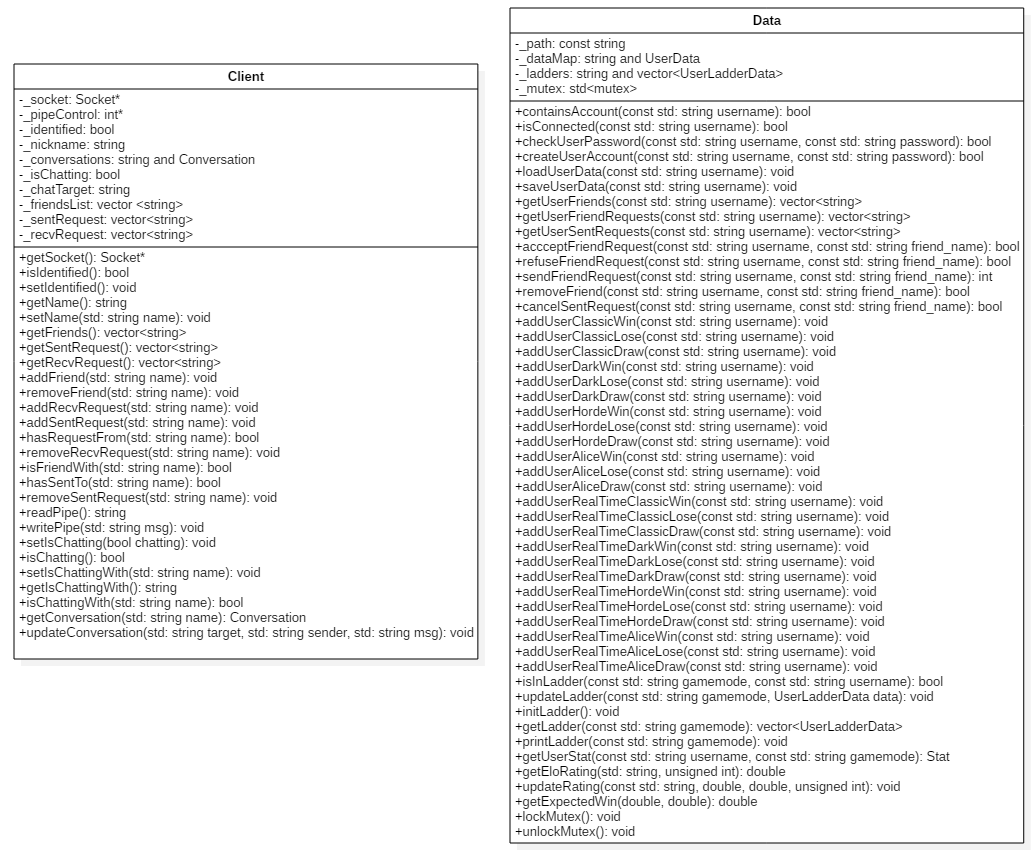 Client
-_socket: Socket*
-_pipeControl: int*
-_identified: bool
-_nickname: string
-_conversations: string and Conversation
-_isChatting: bool
-_chatTarget: string
-_friendsList: vector <string>
-_sentRequest: vector<string>
-_recvRequest: vector<string>
+getSocket(): Socket*
+isIdentified(): bool
+setIdentified(): void
+getName(): string
+setName(std: string name): void
+getFriends(): vector<string>
+getSentRequest(): vector<string>
+getRecvRequest(): vector<string>
+addFriend(std: string name): void
+removeFriend(std: string name): void
+addRecvRequest(std: string name): void
+addSentRequest(std: string name): void
+hasRequestFrom(std: string name): bool
+removeRecvRequest(std: string name): void
+isFriendWith(std: string name): bool
+hasSentTo(std: string name): bool
+removeSentRequest(std: string name): void
+readPipe(): string
+writePipe(std: string msg): void
+setIsChatting(bool chatting): void
+isChatting(): bool
+setIsChattingWith(std: string name): void
+getIsChattingWith(): string
+isChattingWith(std: string name): bool
+getConversation(std: string name): Conversation
+updateConversation(std: string target, std: string sender, std: string msg): void
Data
-_path: const string
-_dataMap: string and UserData
-_ladders: string and vector<UserLadderData>
-_mutex: std<mutex>
+containsAccount(const std: string username): bool
+isConnected(const std: string username): bool
+checkUserPassword(const std: string username, const std: string password): bool
+createUserAccount(const std: string username, const std: string password): bool
+loadUserData(const std: string username): void
+saveUserData(const std: string username): void
+getUserFriends(const std: string username): vector<string>
+getUserFriendRequests(const std: string username): vector<string>
+getUserSentRequests(const std: string username): vector<string>
+accceptFriendRequest(const std: string username, const std: string friend_name): bool
+refuseFriendRequest(const std: string username, const std: string friend_name): bool
+sendFriendRequest(const std: string username, const std: string friend_name): int
+removeFriend(const std: string username, const std: string friend_name): bool
+cancelSentRequest(const std: string username, const std: string friend_name): bool
+addUserClassicWin(const std: string username): void
+addUserClassicLose(const std: string username): void
+addUserClassicDraw(const std: string username): void
+addUserDarkWin(const std: string username): void
+addUserDarkLose(const std: string username): void
+addUserDarkDraw(const std: string username): void
+addUserHordeWin(const std: string username): void
+addUserHordeLose(const std: string username): void
+addUserHordeDraw(const std: string username): void
+addUserAliceWin(const std: string username): void
+addUserAliceLose(const std: string username): void
+addUserAliceDraw(const std: string username): void
+addUserRealTimeClassicWin(const std: string username): void
+addUserRealTimeClassicLose(const std: string username): void
+addUserRealTimeClassicDraw(const std: string username): void
+addUserRealTimeDarkWin(const std: string username): void
+addUserRealTimeDarkLose(const std: string username): void
+addUserRealTimeDarkDraw(const std: string username): void
+addUserRealTimeHordeWin(const std: string username): void
+addUserRealTimeHordeLose(const std: string username): void
+addUserRealTimeHordeDraw(const std: string username): void
+addUserRealTimeAliceWin(const std: string username): void
+addUserRealTimeAliceLose(const std: string username): void
+addUserRealTimeAliceDraw(const std: string username): void
+isInLadder(const std: string gamemode, const std: string username): bool
+updateLadder(const std: string gamemode, UserLadderData data): void
+initLadder(): void
+getLadder(const std: string gamemode): vector<UserLadderData>
+printLadder(const std: string gamemode): void
+getUserStat(const std: string username, const std: string gamemode): Stat
+getEloRating(std: string, unsigned int): double
+updateRating(const std: string, double, double, unsigned int): void
+getExpectedWin(double, double): double
+lockMutex(): void
+unlockMutex(): void